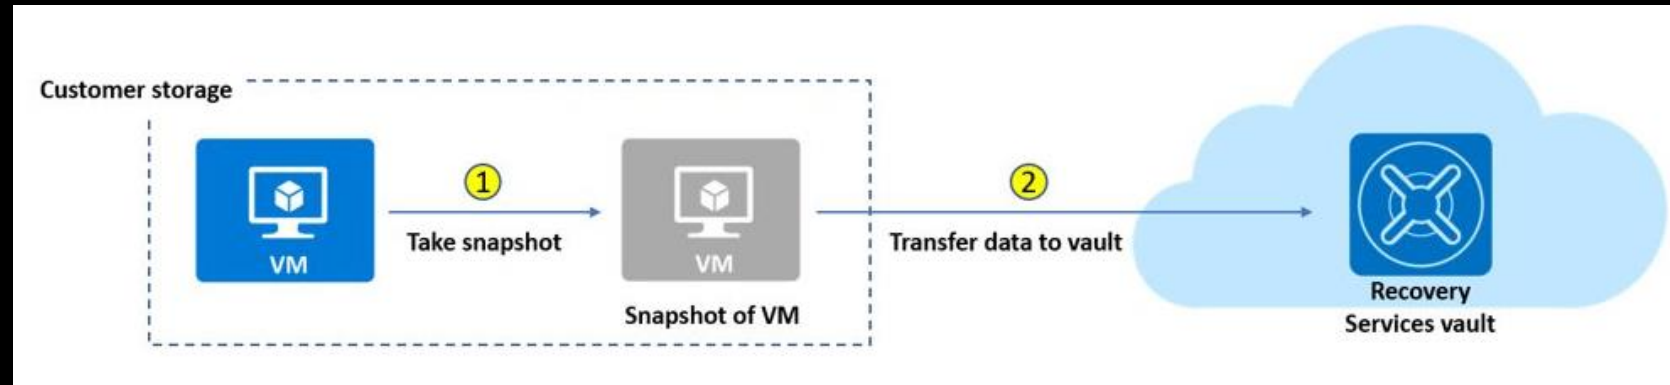 Customer storage
VM
1
Take snapshot
VM
Snapshot of VM
2
Transfer data to vault
Recovery
Services vault